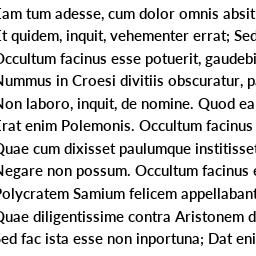 Eam tum adesse, cum dolor omnis absit
Et quidem, inquit, vehementer errat; Sed
Occultum facinus esse potuerit, gaudebi
Nummus in Croesi divitiis obscuratur, pa
Non laboro, inquit, de nomine. Quod ea
Erat enim Polemonis. Occultum facinus
Quae cum dixisset paulumque institisset
Negare non possum. Occultum facinus e
Polycratem Samium felicem appellabant
Quae diligentissime contra Aristonem d
Sed fac ista esse non inportuna; Dat eni